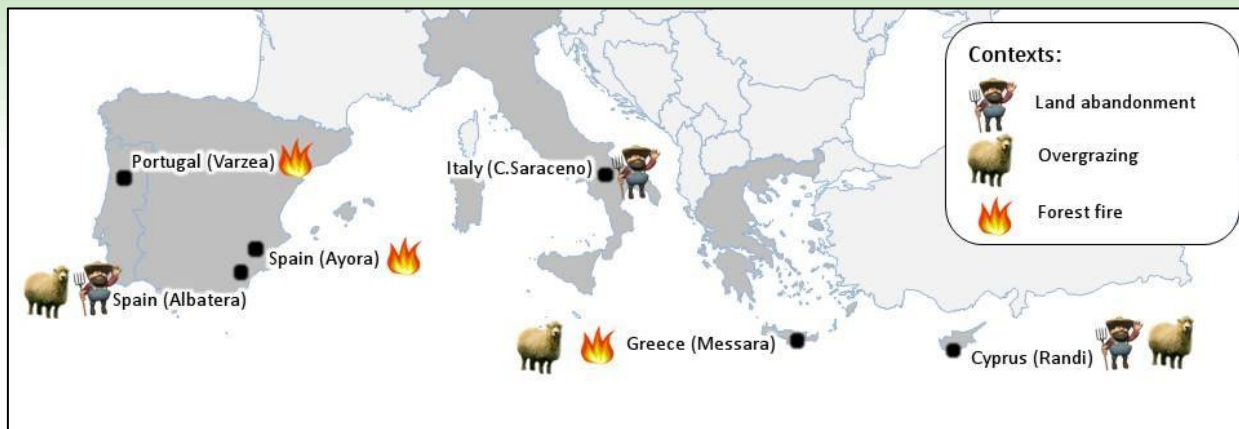 Contexts:
Land abandonment
Overgrazing
Forest fire
Portugal (Varzea)
Italy (C.Saraceno)
Spain (Ayora)
Spain (Albatera)
Greece (Messara)
Cyprus (Randi)